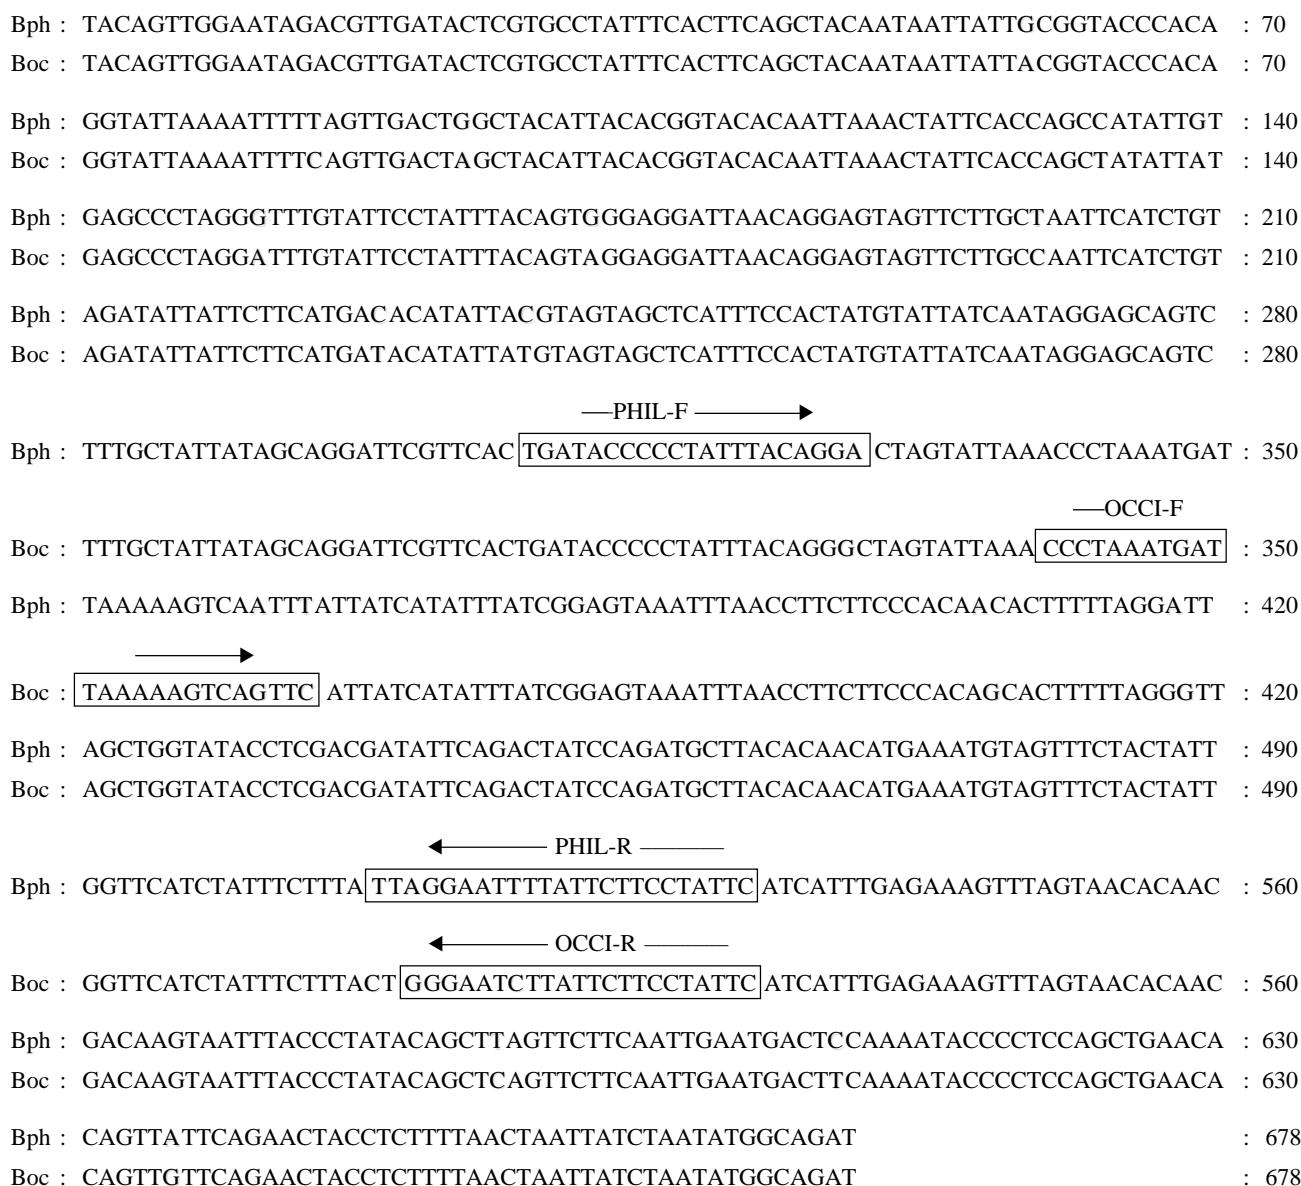 Bph : TACAGTTGGAATAGACGTTGATACTCGTGCCTATTTCACTTCAGCTACAATAATTATTGCGGTACCCACA : 70
Boc : TACAGTTGGAATAGACGTTGATACTCGTGCCTATTTCACTTCAGCTACAATAATTATTACGGTACCCACA : 70
Bph : GGTATTAAAATTTTTAGTTGACTGGCTACATTACACGGTACACAATTAAACTATTCACCAGCCATATTGT : 140
Boc : GGTATTAAAATTTTCAGTTGACTAGCTACATTACACGGTACACAATTAAACTATTCACCAGCTATATTAT : 140
Bph : GAGCCCTAGGGTTTGTATTCCTATTTACAGTGGGAGGATTAACAGGAGTAGTTCTTGCTAATTCATCTGT : 210
Boc : GAGCCCTAGGATTTGTATTCCTATTTACAGTAGGAGGATTAACAGGAGTAGTTCTTGCCAATTCATCTGT : 210
Bph : AGATATTATTCTTCATGACACATATTACGTAGTAGCTCATTTCCACTATGTATTATCAATAGGAGCAGTC : 280
Boc : AGATATTATTCTTCATGATACATATTATGTAGTAGCTCATTTCCACTATGTATTATCAATAGGAGCAGTC : 280
PHIL-F
Bph : TTTGCTATTATAGCAGGATTCGTTCAC TGATACCCCCTATTTACAGGA CTAGTATTAAACCCTAAATGAT : 350
OCCI-F
Boc : TTTGCTATTATAGCAGGATTCGTTCACTGATACCCCCTATTTACAGGGCTAGTATTAAA CCCTAAATGAT : 350
Bph : TAAAAAGTCAATTTATTATCATATTTATCGGAGTAAATTTAACCTTCTTCCCACAACACTTTTTAGGATT : 420
Boc : TAAAAAGTCAGTTC ATTATCATATTTATCGGAGTAAATTTAACCTTCTTCCCACAGCACTTTTTAGGGTT : 420
Bph : AGCTGGTATACCTCGACGATATTCAGACTATCCAGATGCTTACACAACATGAAATGTAGTTTCTACTATT : 490
Boc : AGCTGGTATACCTCGACGATATTCAGACTATCCAGATGCTTACACAACATGAAATGTAGTTTCTACTATT : 490
PHIL-R
Bph : GGTTCATCTATTTCTTTA TTAGGAATTTTATTCTTCCTATTC ATCATTTGAGAAAGTTTAGTAACACAAC : 560
OCCI-R
Boc : GGTTCATCTATTTCTTTACT GGGAATCTTATTCTTCCTATTC ATCATTTGAGAAAGTTTAGTAACACAAC : 560
Bph : GACAAGTAATTTACCCTATACAGCTTAGTTCTTCAATTGAATGACTCCAAAATACCCCTCCAGCTGAACA : 630
Boc : GACAAGTAATTTACCCTATACAGCTCAGTTCTTCAATTGAATGACTTCAAAATACCCCTCCAGCTGAACA : 630
Bph : CAGTTATTCAGAACTACCTCTTTTAACTAATTATCTAATATGGCAGAT : 678
Boc : CAGTTGTTCAGAACTACCTCTTTTAACTAATTATCTAATATGGCAGAT : 678